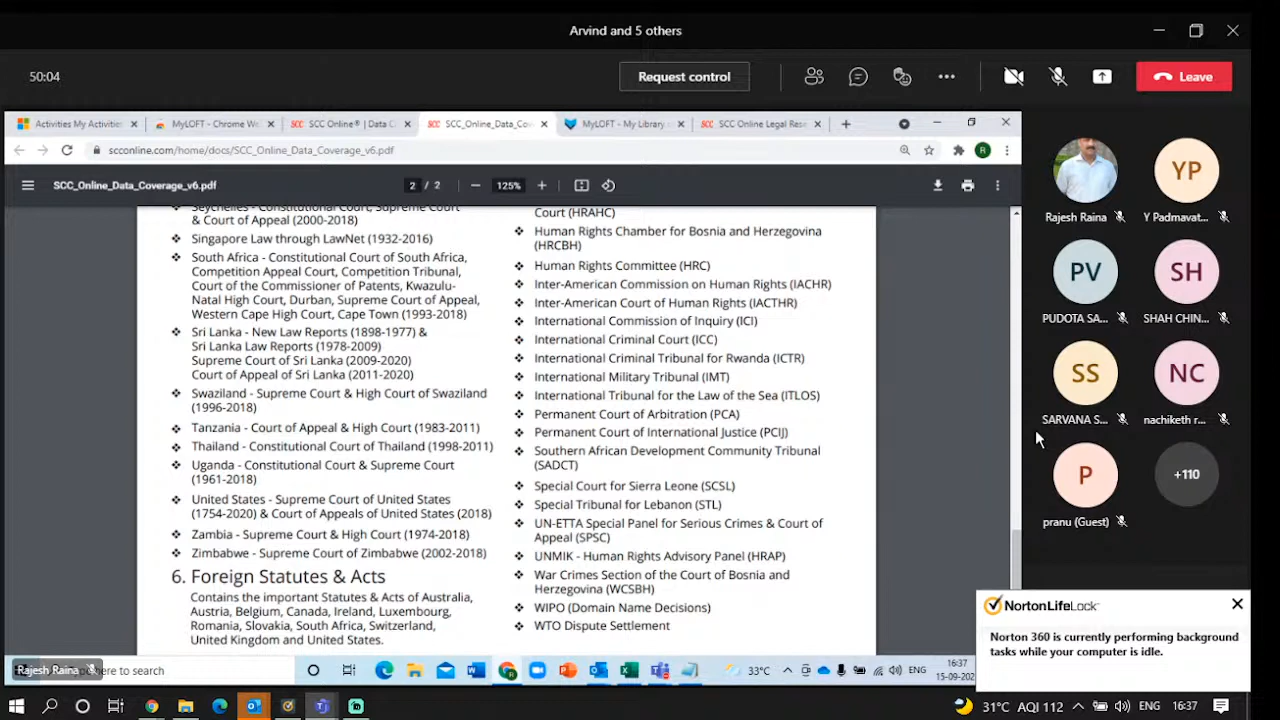 Arvind and 5 others
50:04
Request control
Leave
Activities My Activities
MyLOFT - Chrome We
SCC Online® | Data C
SCC_Online_Data_Cov
MyLOFT - My Library
SCC Online Legal Rese
scconline.com/home/docs/SCC_Online_Data_Coverage_v6.pdf
SCC_Online_Data_Coverage_v6.pdf
2 / 2
125%
Seychelles - Constitutional Court, Supreme Court
& Court of Appeal (2000-2018)
Singapore Law through LawNet (1932-2016)
South Africa - Constitutional Court of South Africa,
Competition Appeal Court, Competition Tribunal,
Court of the Commissioner of Patents, Kwazulu-
Natal High Court, Durban, Supreme Court of Appeal,
Western Cape High Court, Cape Town (1993-2018)
Sri Lanka - New Law Reports (1898-1977) &
Sri Lanka Law Reports (1978-2009)
Supreme Court of Sri Lanka (2009-2020)
Court of Appeal of Sri Lanka (2011-2020)
Swaziland - Supreme Court & High Court of Swaziland
(1996-2018)
Tanzania - Court of Appeal & High Court (1983-2011)
Thailand - Constitutional Court of Thailand (1998-2011)
Uganda - Constitutional Court & Supreme Court
(1961-2018)
United States - Supreme Court of United States
(1754-2020) & Court of Appeals of United States (2018)
Zambia - Supreme Court & High Court (1974-2018)
Zimbabwe - Supreme Court of Zimbabwe (2002-2018)
6. Foreign Statutes & Acts
Contains the important Statutes & Acts of Australia,
Austria, Belgium, Canada, Ireland, Luxembourg,
Romania, Slovakia, South Africa, Switzerland,
United Kingdom and United States.
Court (HRAHC)
Human Rights Chamber for Bosnia and Herzegovina
(HRCBH)
Human Rights Committee (HRC)
Inter-American Commission on Human Rights (IACHR)
Inter-American Court of Human Rights (IACTHR)
International Commission of Inquiry (ICI)
International Criminal Court (ICC)
International Criminal Tribunal for Rwanda (ICTR)
International Military Tribunal (IMT)
International Tribunal for the Law of the Sea (ITLOS)
Permanent Court of Arbitration (PCA)
Permanent Court of International Justice (PCIJ)
Southern African Development Community Tribunal
(SADCT)
Special Court for Sierra Leone (SCSL)
Special Tribunal for Lebanon (STL)
UN-ETTA Special Panel for Serious Crimes & Court of
Appeal (SPSC)
UNMIK - Human Rights Advisory Panel (HRAP)
War Crimes Section of the Court of Bosnia and
Herzegovina (WCSBH)
WIPO (Domain Name Decisions)
WTO Dispute Settlement
Rajesh Raina
YP
Y Padmavat...
PV
PUDOTA SA...
SH
SHAH CHIN...
SS
SARVANA S...
NC
nachiketh r...
P
pranu (Guest)
+110
NortonLifeLock
Norton 360 is currently performing background
tasks while your computer is idle.
Rajesh Raina
here to search
33°C
ENG
16:37
15-09-202
31°C AQI 112
ENG
16:37